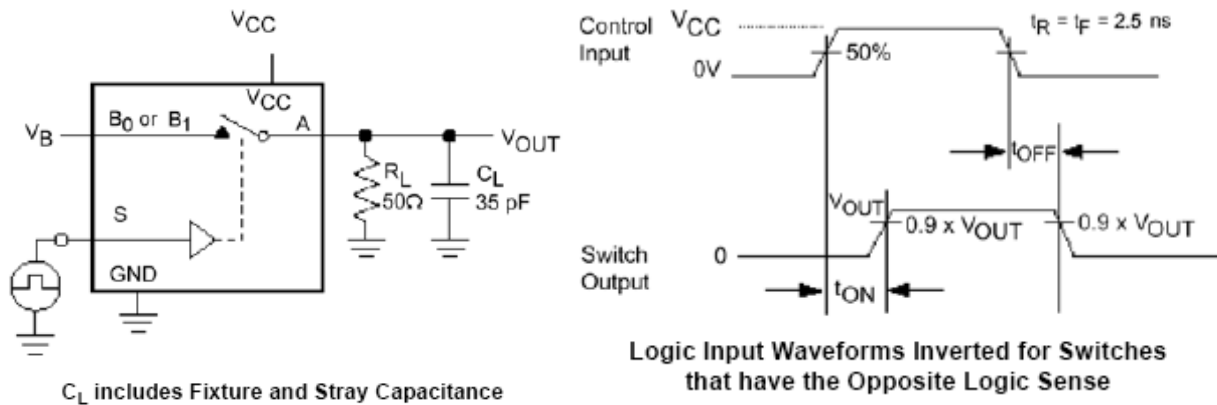 VCC
VCC
VB
B0 or B1
A
VOUT
RL
50Ω
CL
35 pF
S
GND
CL includes Fixture and Stray Capacitance
Control
Input
VCC
0V
50%
tR = tF = 2.5 ns
tOFF
VOUT
0.9 x VOUT
0.9 x VOUT
Switch
Output
0
tON
Logic Input Waveforms Inverted for Switches
that have the Opposite Logic Sense